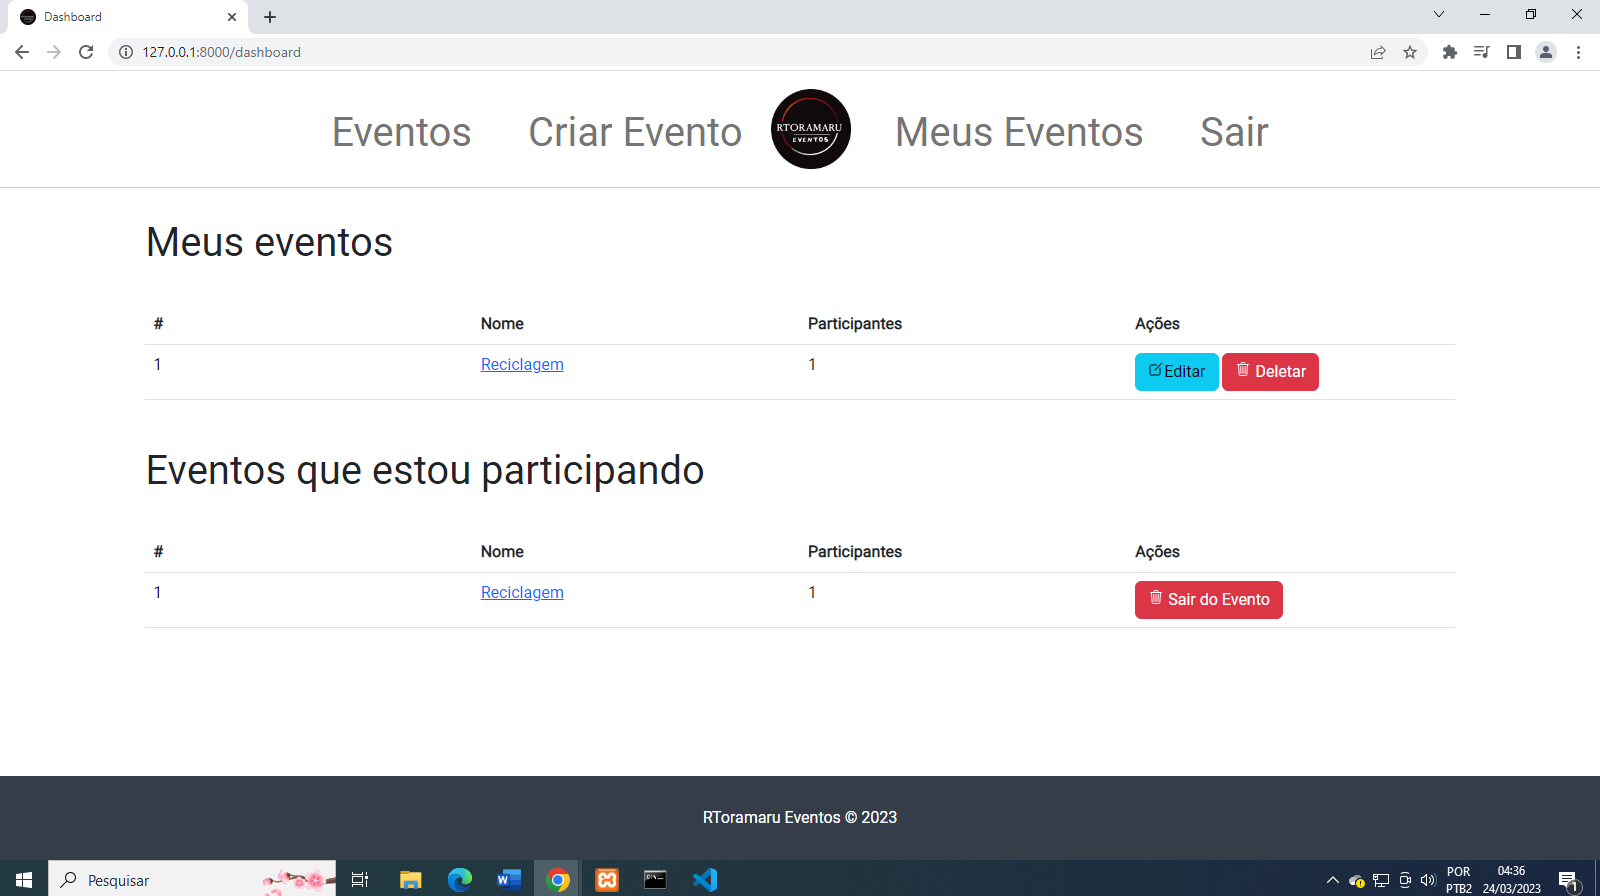 Dashboard
127.0.0.1:8000/dashboard
Eventos Criar Evento RTORAMARU EVENTOS Meus Eventos Sair
Meus eventos
# Nome Participantes Ações
1 Reciclagem 1 Editar Deletar
Eventos que estou participando
# Nome Participantes Ações
1 Reciclagem 1 Sair do Evento
RToramaru Eventos © 2023
Pesquisar
POR 04:36
PTB2 24/03/2023 1